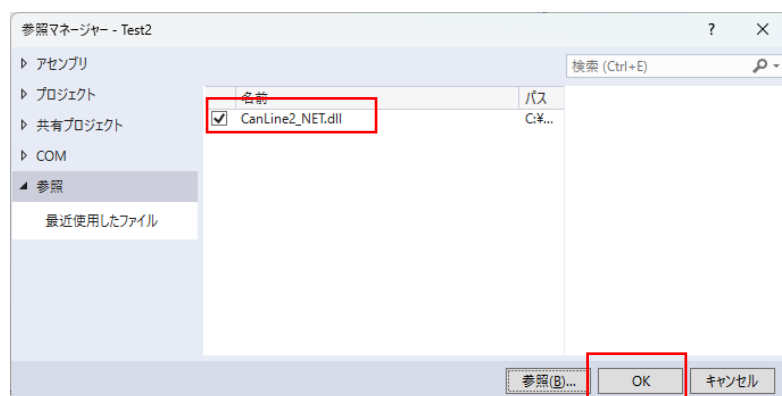 参照マネージャー - Test2
? ×
▷ アセンブリ
検索 (Ctrl+E)
▷ プロジェクト
名前 パス
CanLine2_NET.dll C:¥...
▷ 共有プロジェクト
▷ COM
◢ 参照
最近使用したファイル
参照(B)... OK キャンセル